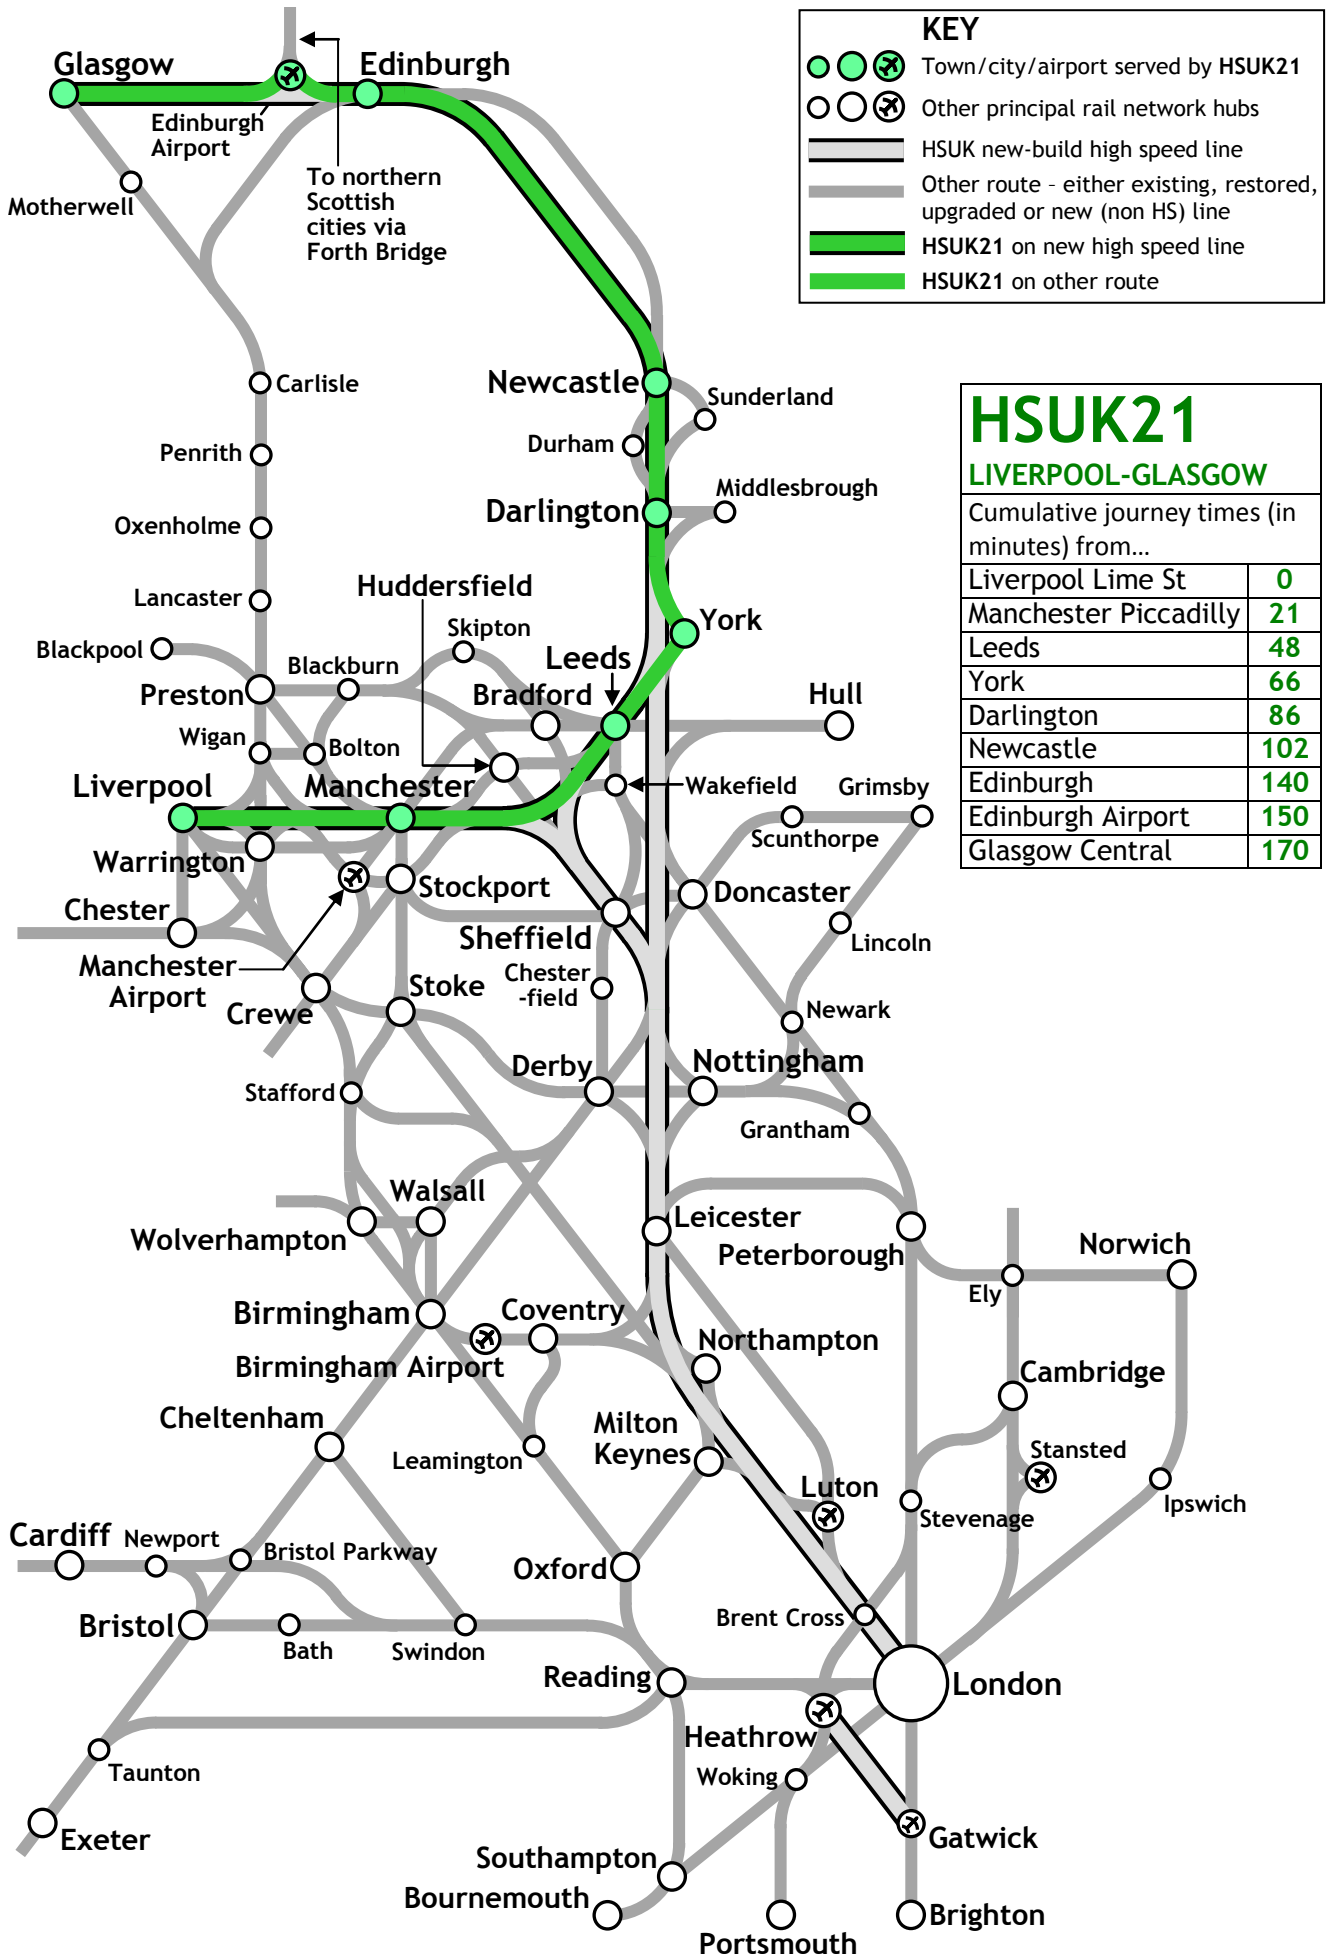 KEY
Town/city/airport served by HSUK21
Other principal rail network hubs
HSUK new-build high speed line
Other route - either existing, restored,
upgraded or new (non HS) line
HSUK21 on new high speed line
HSUK21 on other route
Glasgow
Edinburgh
Edinburgh
Airport
To northern
Scottish
cities via
Forth Bridge
Motherwell
Carlisle
Newcastle
Sunderland
Durham
Penrith
Darlington
Middlesbrough
Oxenholme
HSUK21
LIVERPOOL-GLASGOW
Cumulative journey times (in
minutes) from…
Liverpool Lime St 0
Manchester Piccadilly 21
Leeds 48
York 66
Darlington 86
Newcastle 102
Edinburgh 140
Edinburgh Airport 150
Glasgow Central 170
Huddersfield
Lancaster
Skipton
York
Blackpool
Blackburn
Leeds
Preston
Bradford
Hull
Wigan
Bolton
Liverpool
Manchester
Wakefield
Grimsby
Scunthorpe
Warrington
Stockport
Doncaster
Chester
Sheffield
Lincoln
Manchester
Airport
Chester
-field
Crewe
Stoke
Newark
Derby
Nottingham
Stafford
Grantham
Walsall
Wolverhampton
Leicester
Peterborough
Norwich
Ely
Birmingham
Coventry
Birmingham Airport
Northampton
Cambridge
Cheltenham
Milton
Keynes
Leamington
Stansted
Luton
Stevenage
Ipswich
Cardiff
Newport
Bristol Parkway
Oxford
Bristol
Bath
Swindon
Brent Cross
Reading
London
Heathrow
Taunton
Woking
Exeter
Gatwick
Southampton
Bournemouth
Portsmouth
Brighton